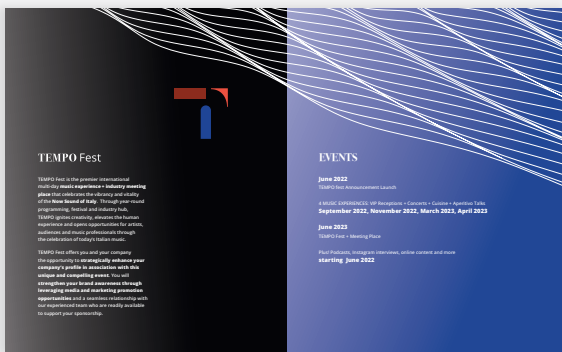 TEMPO Fest
TEMPO Fest is the premier international
multi-day music experience + industry meeting
place that celebrates the vibrancy and vitality
of the New Sound of Italy. Through year-round
programming, festival and industry hub,
TEMPO ignites creativity, elevates the human
experience and opens opportunities for artists,
audiences and music professionals through
the celebration of today's Italian music.
TEMPO Fest offers you and your company
the opportunity to strategically enhance your
company's profile in association with this
unique and compelling event. You will
strengthen your brand awareness through
leveraging media and marketing promotion
opportunities and a seamless relationship with
our experienced team who are readily available
to support your sponsorship.
EVENTS
June 2022
TEMPO fest Announcement Launch
4 MUSIC EXPERIENCES: VIP Receptions • Concerts • Cuisine • Aperitivo Talks
September 2022, November 2022, March 2023, April 2023
June 2023
TEMPO Fest + Meeting Place
Plus! Podcasts, Instagram interviews, online content and more
starting June 2022